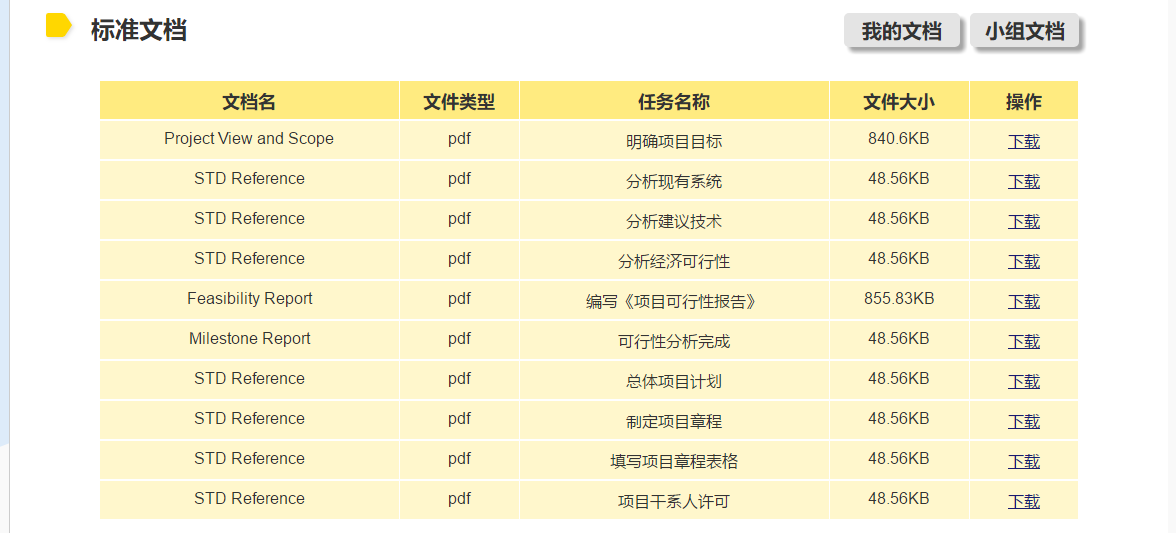 标准文档 我的文档 小组文档
文档名 文件类型 任务名称 文件大小 操作
Project View and Scope pdf 明确项目目标 840.6KB 下载
STD Reference pdf 分析现有系统 48.56KB 下载
STD Reference pdf 分析建议技术 48.56KB 下载
STD Reference pdf 分析经济可行性 48.56KB 下载
Feasibility Report pdf 编写《项目可行性报告》 855.83KB 下载
Milestone Report pdf 可行性分析完成 48.56KB 下载
STD Reference pdf 总体项目计划 48.56KB 下载
STD Reference pdf 制定项目章程 48.56KB 下载
STD Reference pdf 填写项目章程表格 48.56KB 下载
STD Reference pdf 项目干系人许可 48.56KB 下载